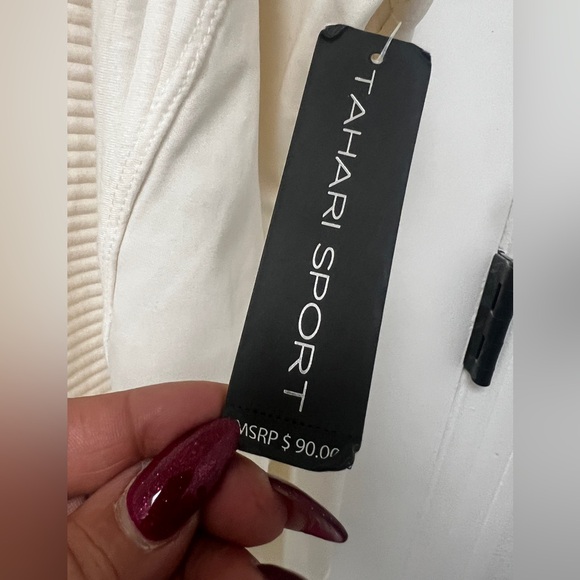 TAHARI SPORT
MSRP $ 90.00